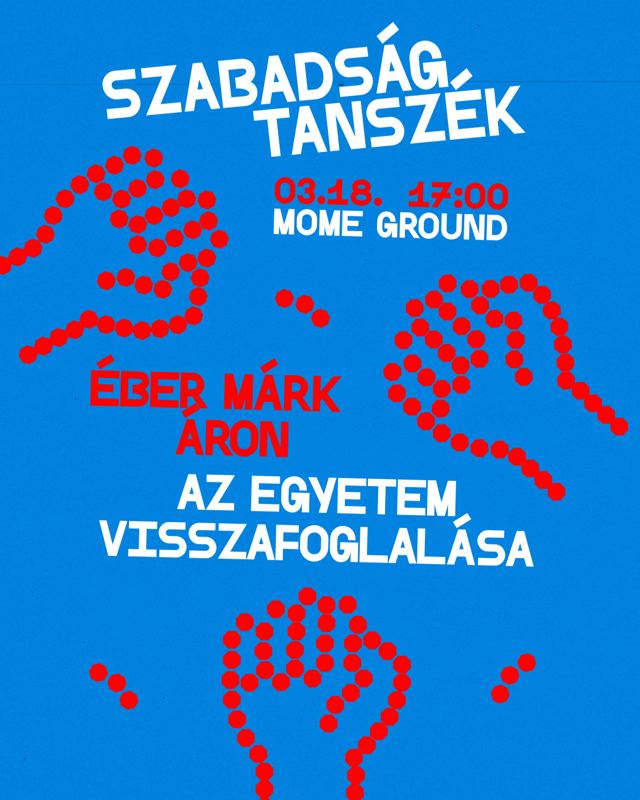 SZABADSÁG
TANSZÉK
03.18. 17:00
MOME GROUND
ÉBER MÁRK
ÁRON
AZ EGYETEM
VISSZAFOGLALÁSA